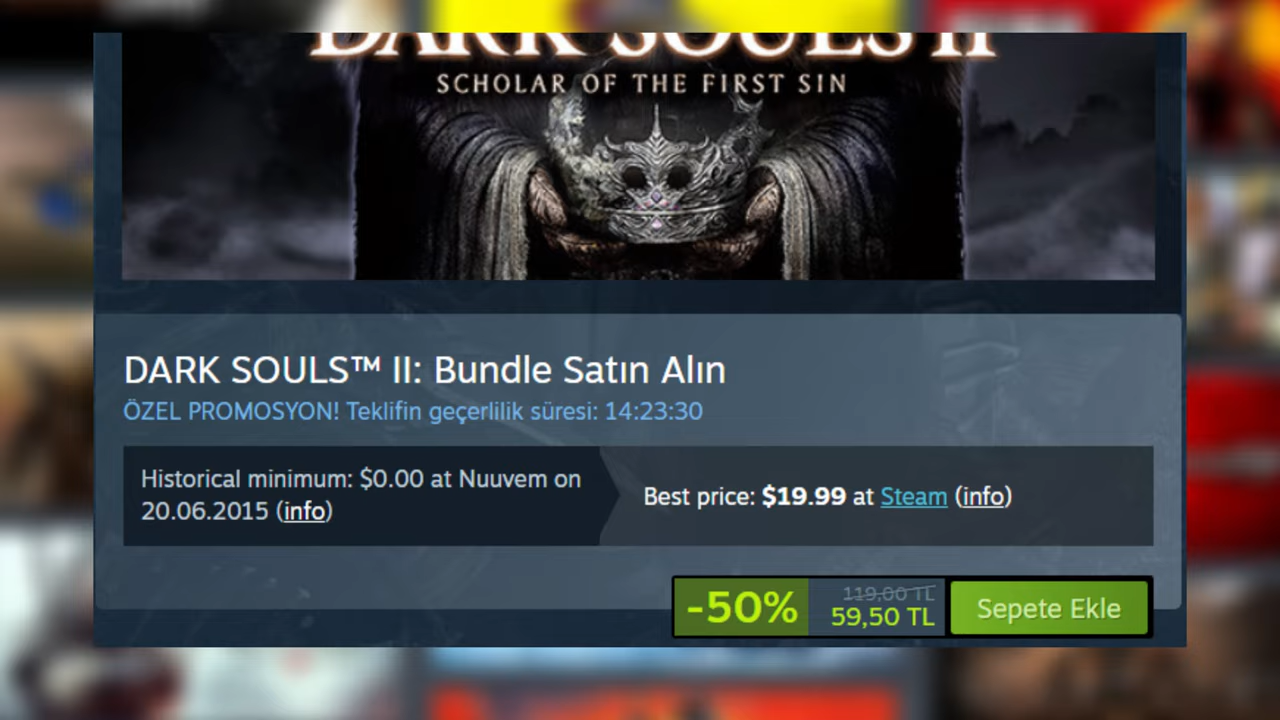 DARK SOULS II
SCHOLAR OF THE FIRST SIN
DARK SOULS™ II: Bundle Satın Alın
ÖZEL PROMOSYON! Teklifin geçerlilik süresi: 14:23:30
Historical minimum: $0.00 at Nuuvem on
20.06.2015 (info)
Best price: $19.99 at Steam (info)
-50%
119,00 TL
59,50 TL
Sepete Ekle